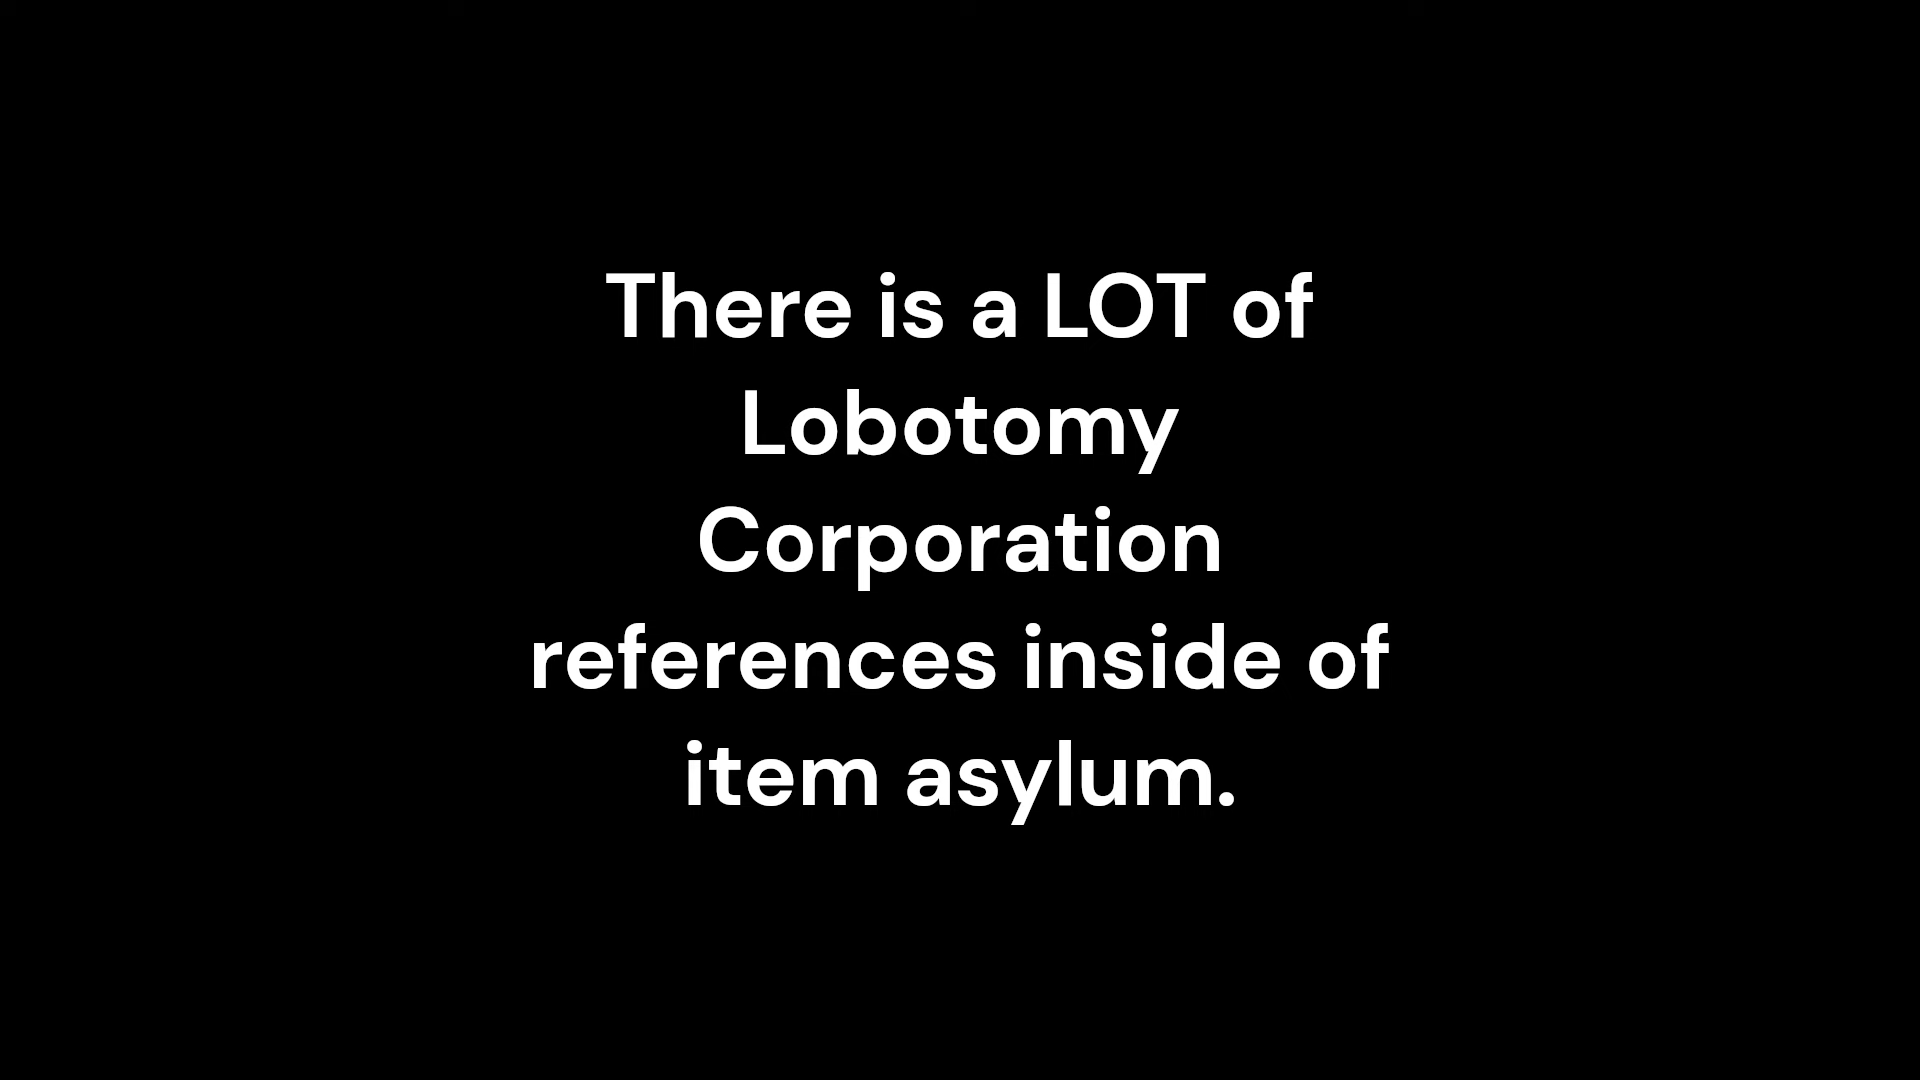 There is a LOT of
Lobotomy
Corporation
references inside of
item asylum.